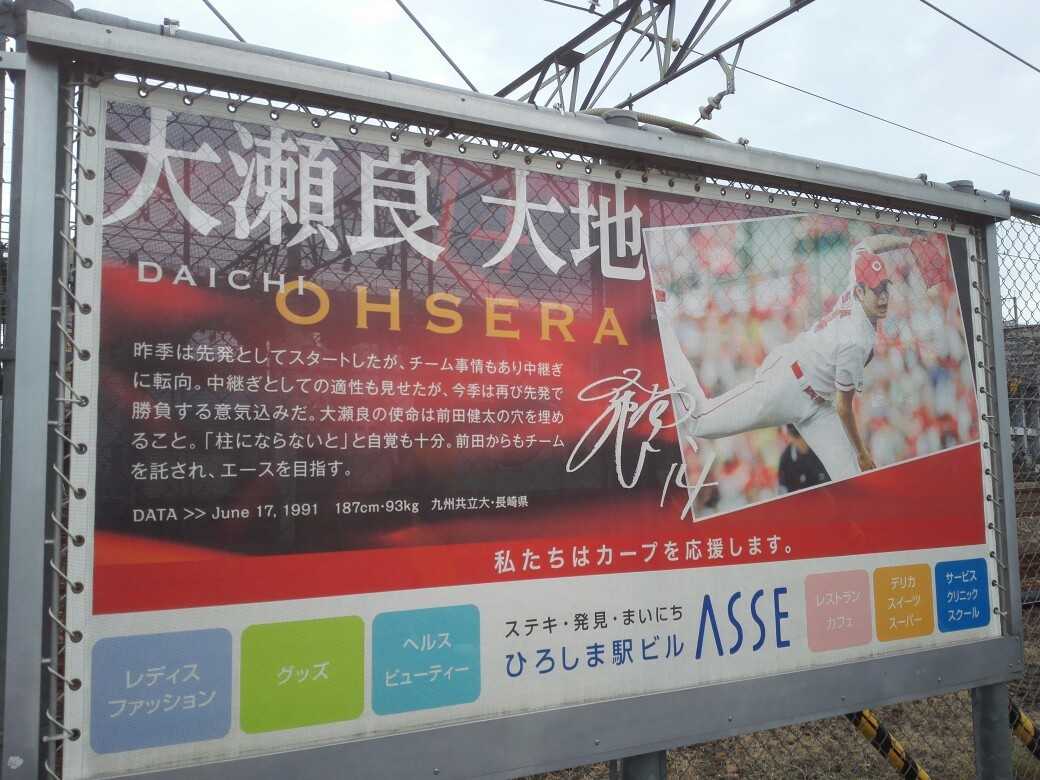 大瀬良 大地
DAICHI
OHSERA
昨季は先発としてスタートしたが、チーム事情もあり中継ぎ
に転向。中継ぎとしての適性も見せたが、今季は再び先発で
勝負する意気込みだ。大瀬良の使命は前田健太の穴を埋め
ること。「柱にならないと」と自覚も十分。前田からもチーム
を託され、エースを目指す。
DATA >> June 17, 1991 187cm・93kg 九州共立大・長崎県
14
私たちはカープを応援します。
レディス
ファッション
グッズ
ヘルス
ビューティー
ステキ・発見・まいにち
ひろしま駅ビル ASSE
レストラン
カフェ
デリカ
スイーツ
スーパー
サービス
クリニック
スクール